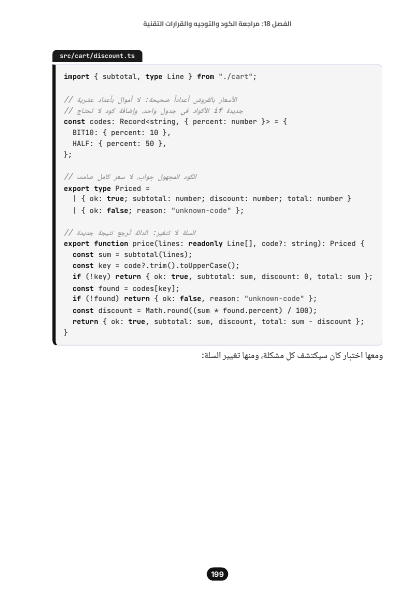 الفصل 18: مراجعة الكود والتوجيه والقرارات التقنية
src/cart/discount.ts
import { subtotal, type Line } from "./cart";
// الأسعار بالقروش أعداداً صحيحة: لا أموال بأعداد عشرية
// جديدة if الأكواد في جدول واحد، وإضافة كود لا تحتاج
const codes: Record<string, { percent: number }> = {
BIT10: { percent: 10 },
HALF: { percent: 50 },
};
// الكود المجهول جواب، لا سعر كامل صامت
export type Priced =
| { ok: true; subtotal: number; discount: number; total: number }
| { ok: false; reason: "unknown-code" };
// السلة لا تتغير: الدالة تُرجع نتيجة جديدة
export function price(lines: readonly Line[], code?: string): Priced {
const sum = subtotal(lines);
const key = code?.trim().toUpperCase();
if (!key) return { ok: true, subtotal: sum, discount: 0, total: sum };
const found = codes[key];
if (!found) return { ok: false, reason: "unknown-code" };
const discount = Math.round((sum * found.percent) / 100);
return { ok: true, subtotal: sum, discount, total: sum - discount };
}
ومعها اختبار كان سيكتشف كل مشكلة، ومنها تغيير السلة:
199